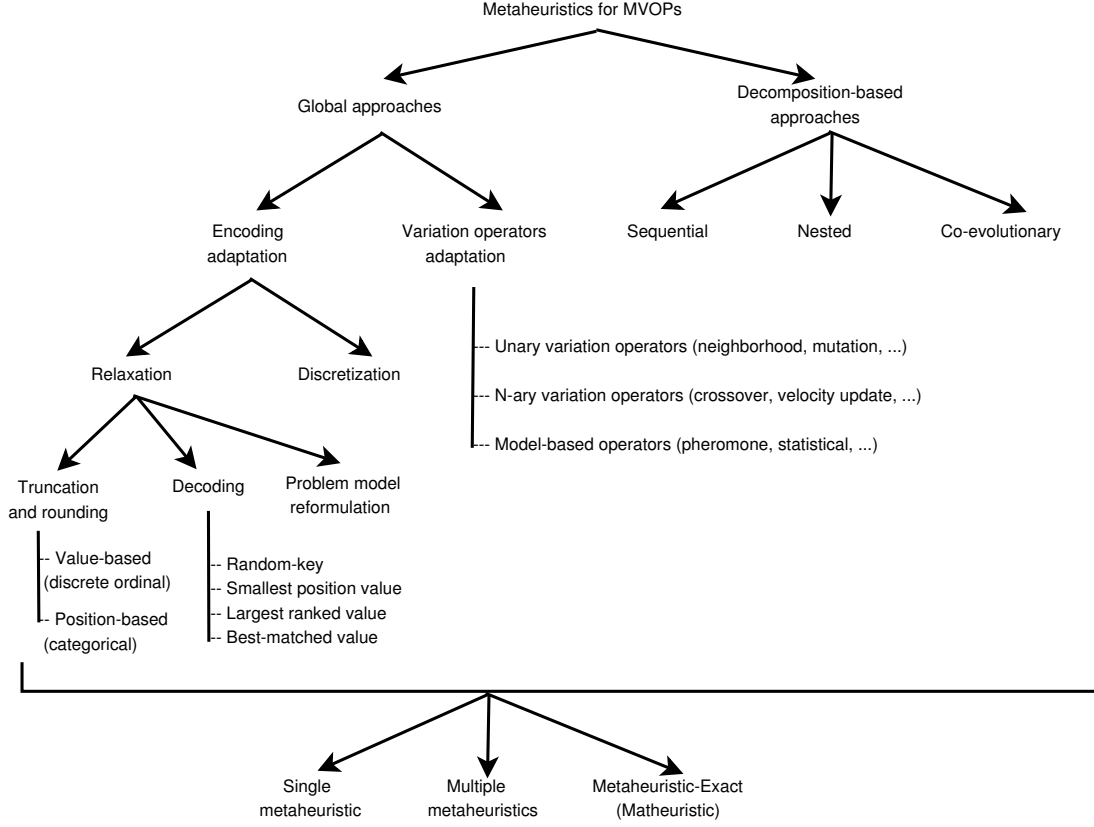 Metaheuristics for MVOPs
Global approaches
Decomposition-based
approaches
Encoding
adaptation
Variation operators
adaptation
Sequential
Nested
Co-evolutionary
Relaxation
Discretization
--- Unary variation operators (neighborhood, mutation, ...)
--- N-ary variation operators (crossover, velocity update, ...)
--- Model-based operators (pheromone, statistical, ...)
Truncation
and rounding
Decoding
Problem model
reformulation
-- Value-based
(discrete ordinal)
-- Position-based
(categorical)
-- Random-key
-- Smallest position value
-- Largest ranked value
-- Best-matched value
Single
metaheuristic
Multiple
metaheuristics
Metaheuristic-Exact
(Matheuristic)